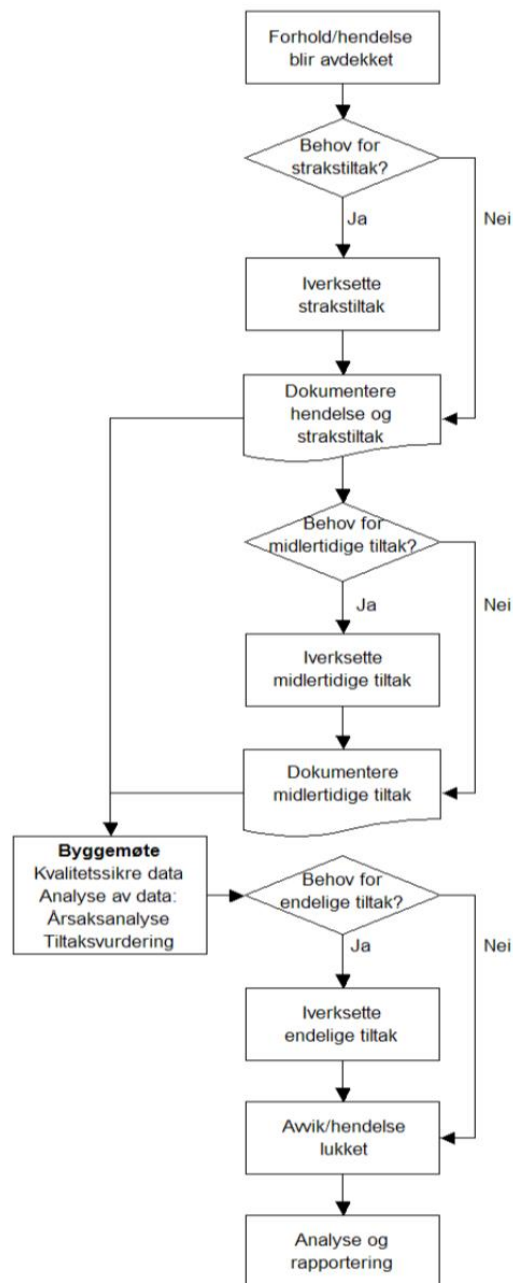 Forhold/hendelse
blir avdekket
Behov for
strakstiltak?
Ja
Nei
Iverksette
strakstiltak
Dokumentere
hendelse og
strakstiltak
Behov for
midlertidige tiltak?
Ja
Nei
Iverksette
midlertidige tiltak
Dokumentere
midlertidige tiltak
Byggemøte
Kvalitetssikre data
Analyse av data:
Årsaksanalyse
Tiltaksvurdering
Behov for
endelige tiltak?
Ja
Nei
Iverksette
endelige tiltak
Avvik/hendelse
lukket
Analyse og
rapportering